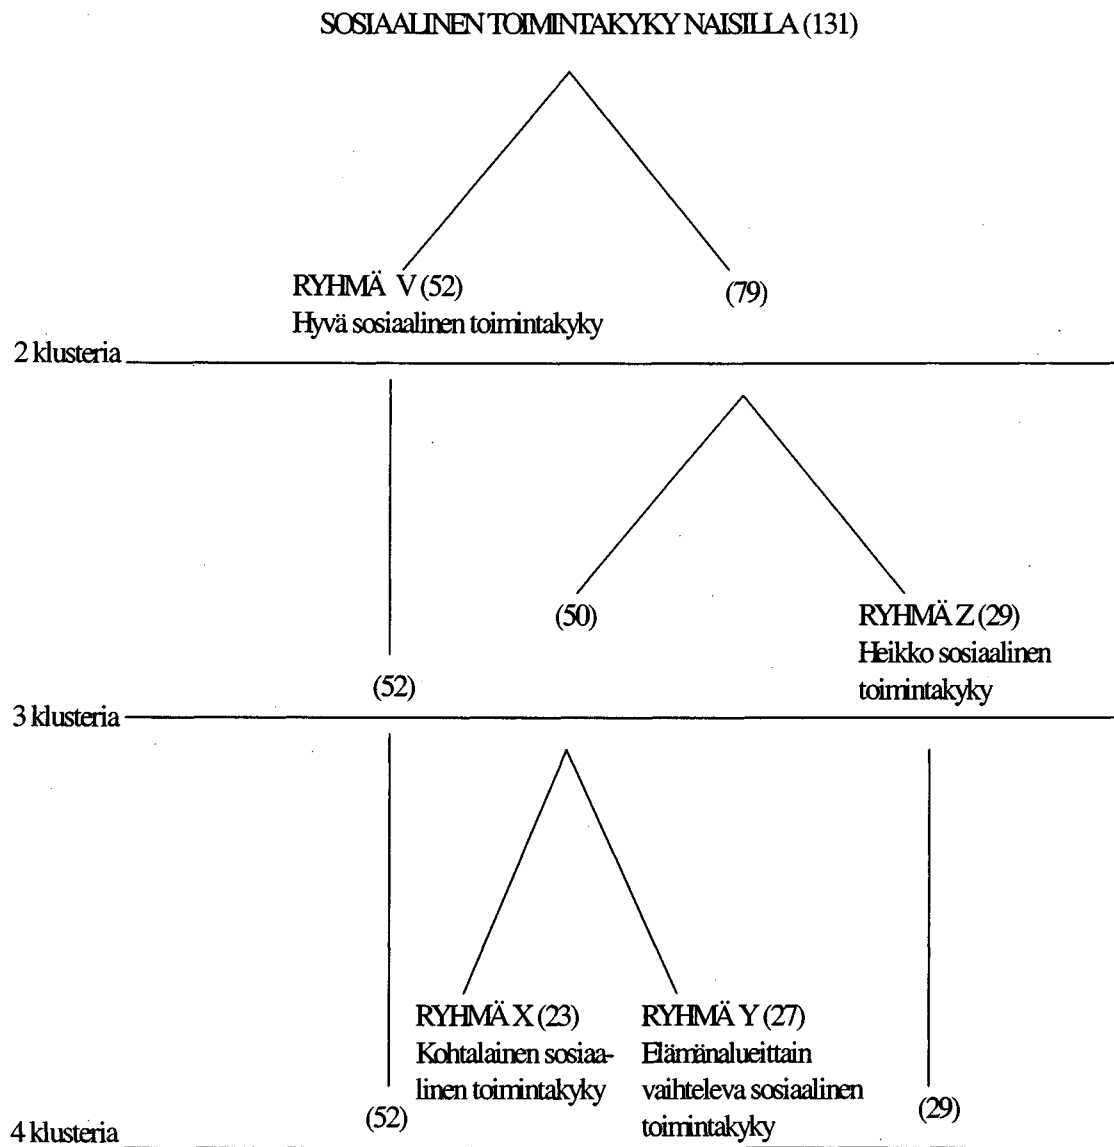 SOSIAALINEN TOIMINTAKYKY NAISILLA (131)
RYHMÄ V (52)
Hyvä sosiaalinen toimintakyky
(79)
2 klusteria
(50)
RYHMÄ Z (29)
Heikko sosiaalinen
toimintakyky
(52)
3 klusteria
RYHMÄ X (23)
Kohtalainen sosiaa-
linen toimintakyky
RYHMÄ Y (27)
Elämänalueittain
vaihteleva sosiaalinen
toimintakyky
(52)
(29)
4 klusteria